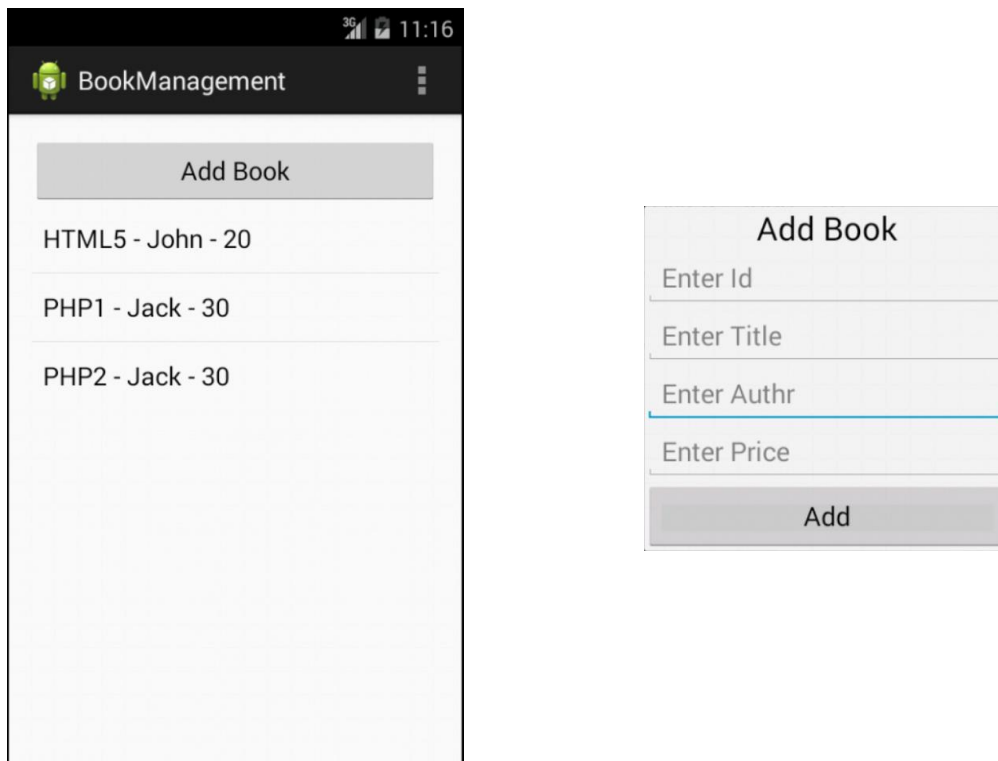 3G 11:16
BookManagement
Add Book
HTML5 - John - 20
PHP1 - Jack - 30
PHP2 - Jack - 30
Add Book
Enter Id
Enter Title
Enter Authr
Enter Price
Add